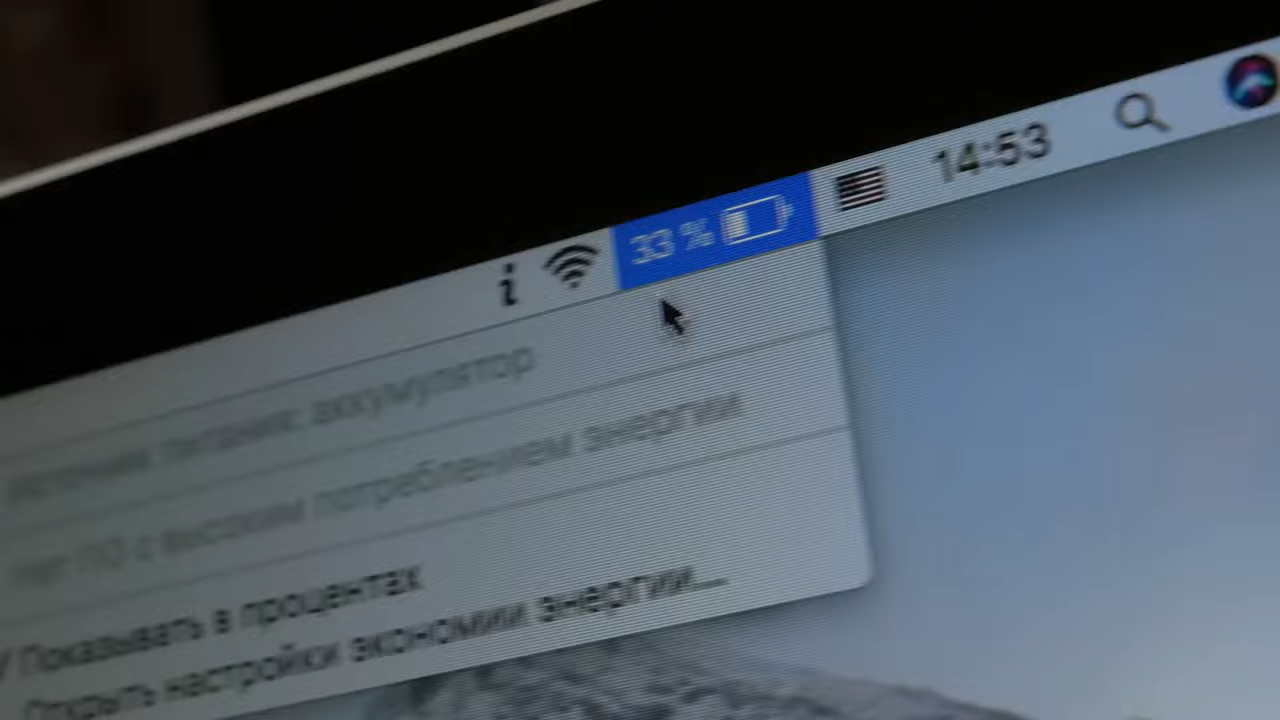 i 33 % 14:53
Источник питания: аккумулятор
Нет ПО с высоким потреблением энергии
✓ Показывать в процентах
Открыть настройки экономии энергии...